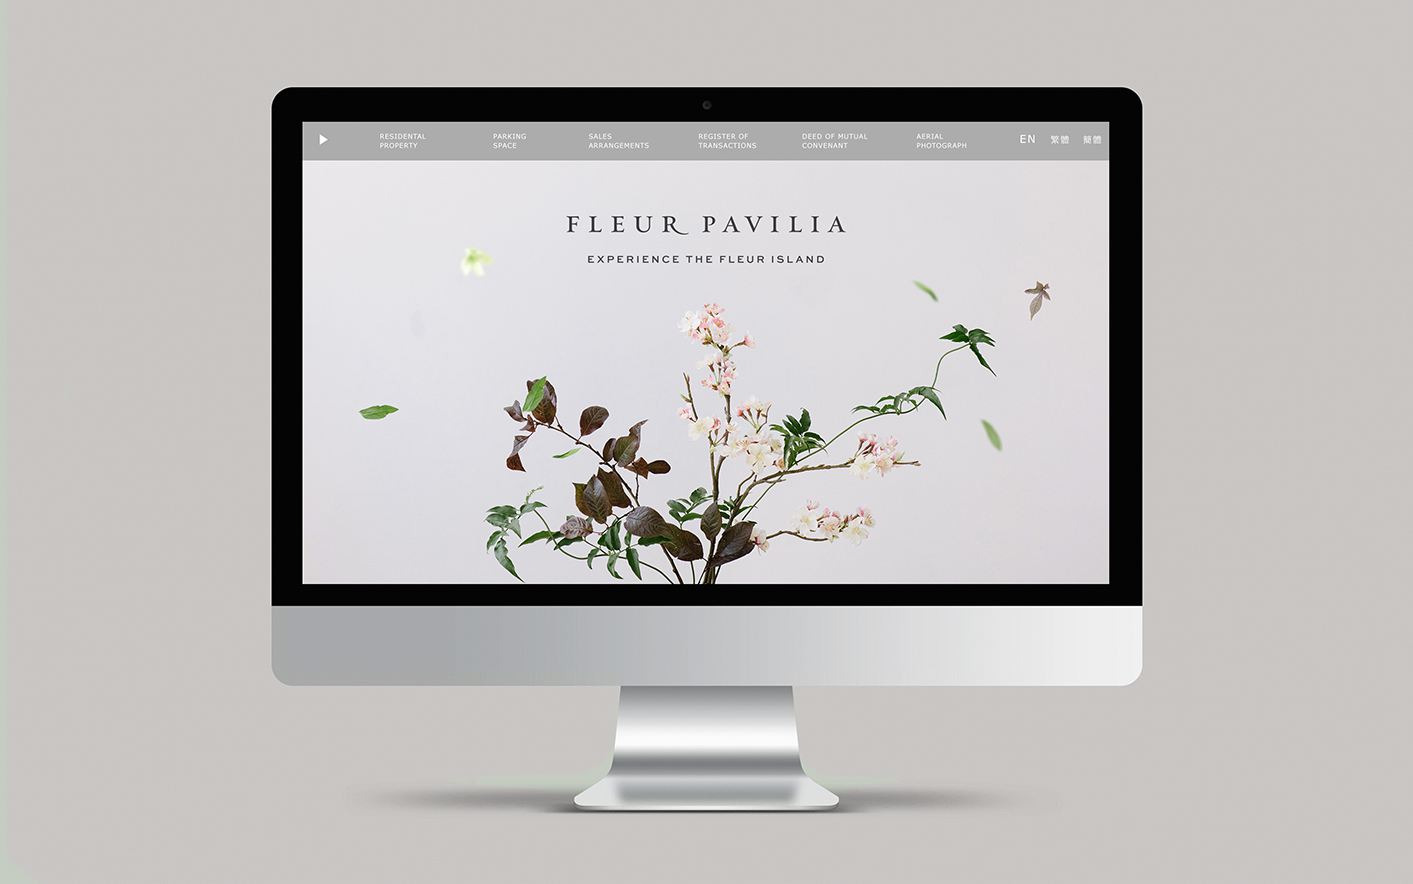 RESIDENTAL
PROPERTY
PARKING
SPACE
SALES
ARRANGEMENTS
REGISTER OF
TRANSACTIONS
DEED OF MUTUAL
CONVENANT
AERIAL
PHOTOGRAPH
EN
繁體
簡體
FLEUR PAVILIA
EXPERIENCE THE FLEUR ISLAND